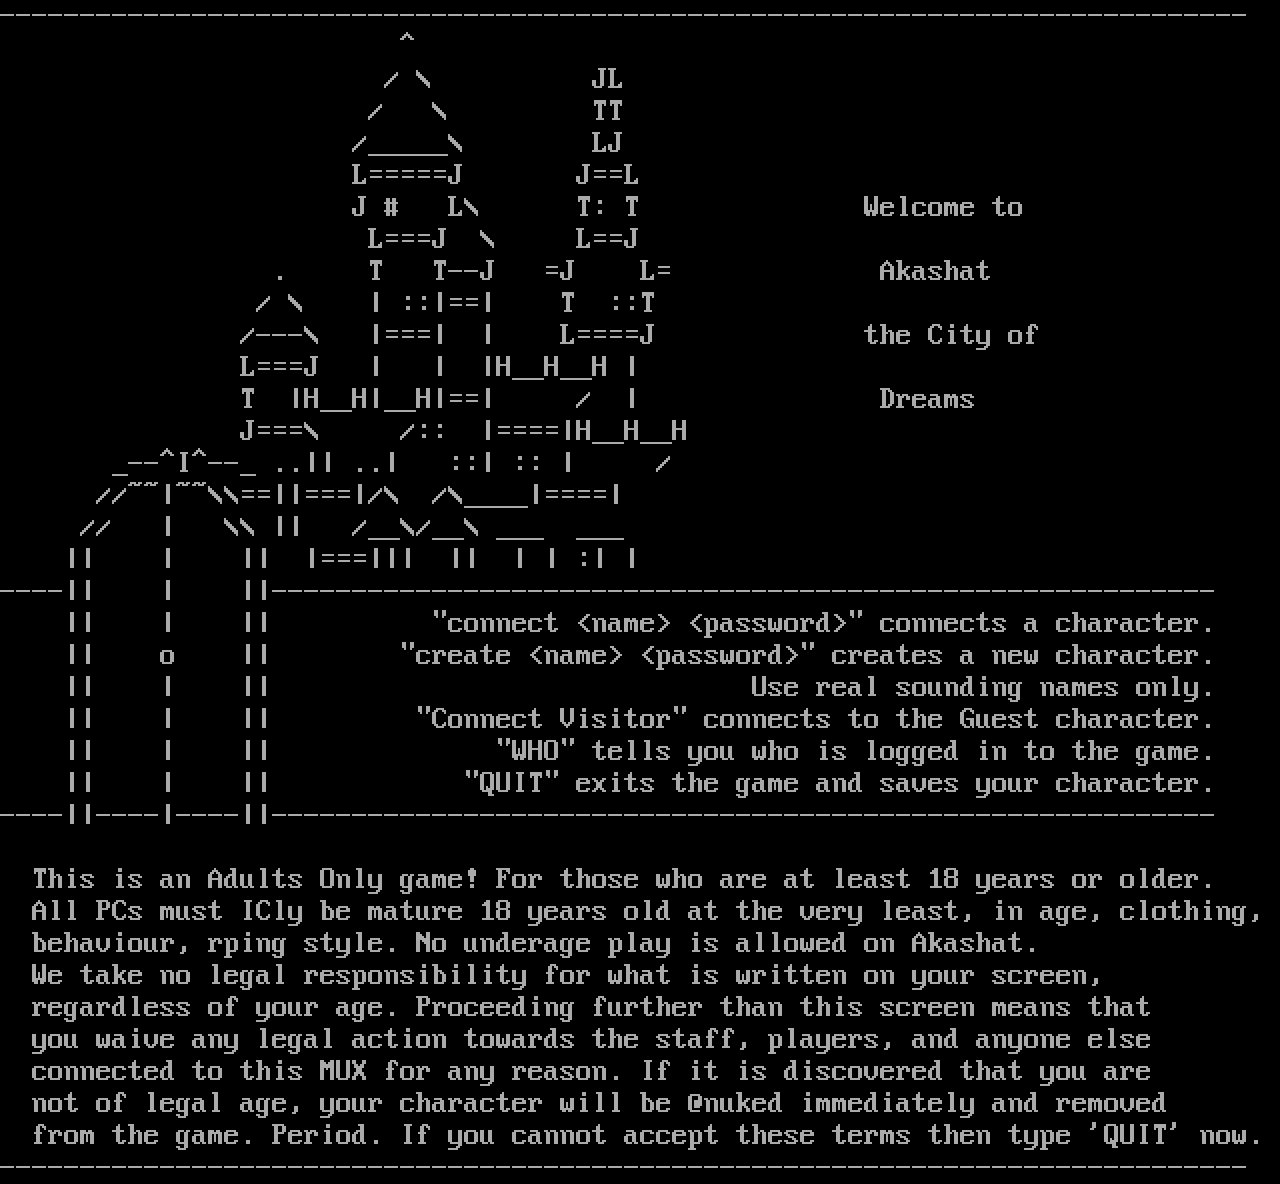 Welcome to
Akashat
the City of
Dreams
"connect <name> <password>" connects a character.
"create <name> <password>" creates a new character.
Use real sounding names only.
"Connect Visitor" connects to the Guest character.
"WHO" tells you who is logged in to the game.
"QUIT" exits the game and saves your character.
This is an Adults Only game! For those who are at least 18 years or older.
All PCs must ICly be mature 18 years old at the very least, in age, clothing,
behaviour, rping style. No underage play is allowed on Akashat.
We take no legal responsibility for what is written on your screen,
regardless of your age. Proceeding further than this screen means that
you waive any legal action towards the staff, players, and anyone else
connected to this MUX for any reason. If it is discovered that you are
not of legal age, your character will be @nuked immediately and removed
from the game. Period. If you cannot accept these terms then type 'QUIT' now.